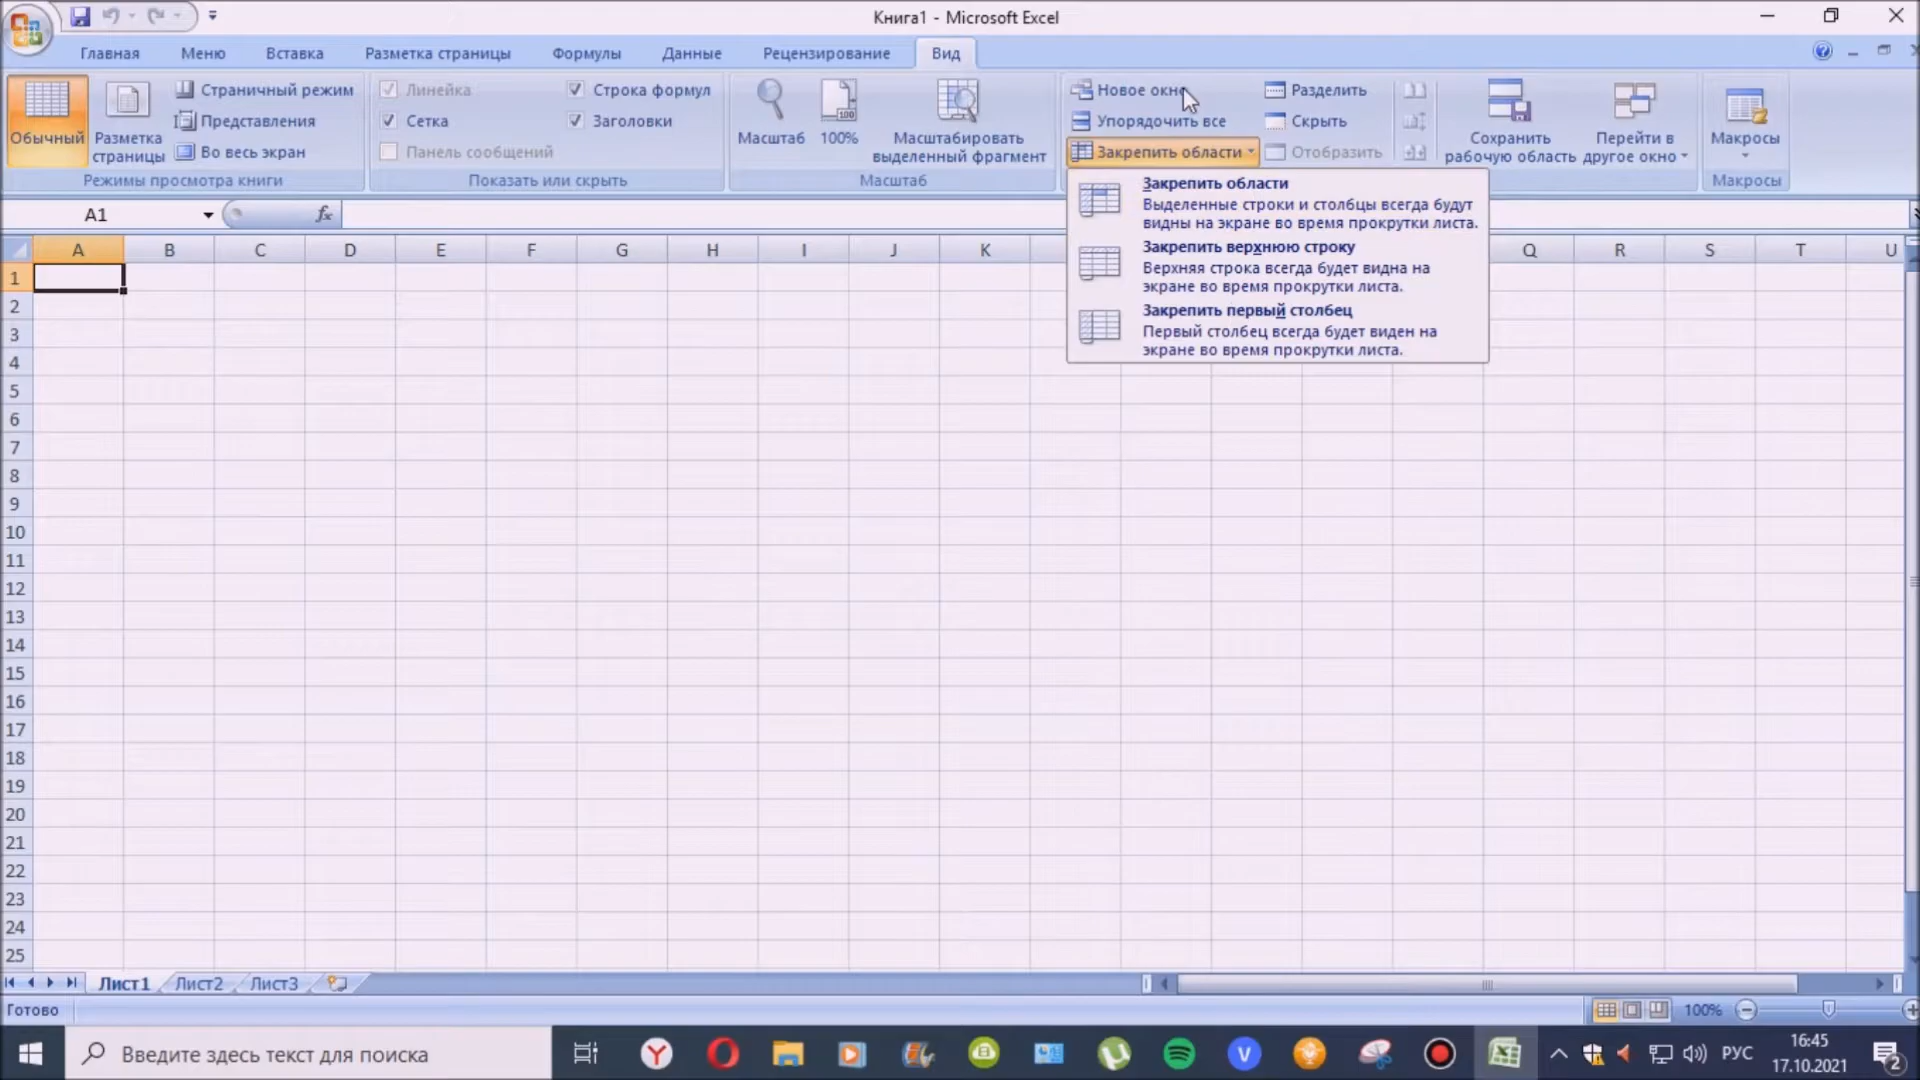 Книга1 - Microsoft Excel
Главная Меню Вставка Разметка страницы Формулы Данные Рецензирование Вид
Обычный
Разметка страницы
Страничный режим
Представления
Во весь экран
Режимы просмотра книги
Линейка
Сетка
Панель сообщений
Строка формул
Заголовки
Показать или скрыть
Масштаб
100%
Масштабировать
выделенный фрагмент
Масштаб
Новое окно
Упорядочить все
Закрепить области
Разделить
Скрыть
Отобразить
Сохранить
рабочую область
Перейти в
другое окно
Макросы
Макросы
Закрепить области
Выделенные строки и столбцы всегда будут
видны на экране во время прокрутки листа.
Закрепить верхнюю строку
Верхняя строка всегда будет видна на
экране во время прокрутки листа.
Закрепить первый столбец
Первый столбец всегда будет виден на
экране во время прокрутки листа.
A1 fx
A B C D E F G H I J K Q R S T U
1
2
3
4
5
6
7
8
9
10
11
12
13
14
15
16
17
18
19
20
21
22
23
24
25
Лист1 Лист2 Лист3
Готово 100%
Введите здесь текст для поиска
РУС
16:45
17.10.2021
2